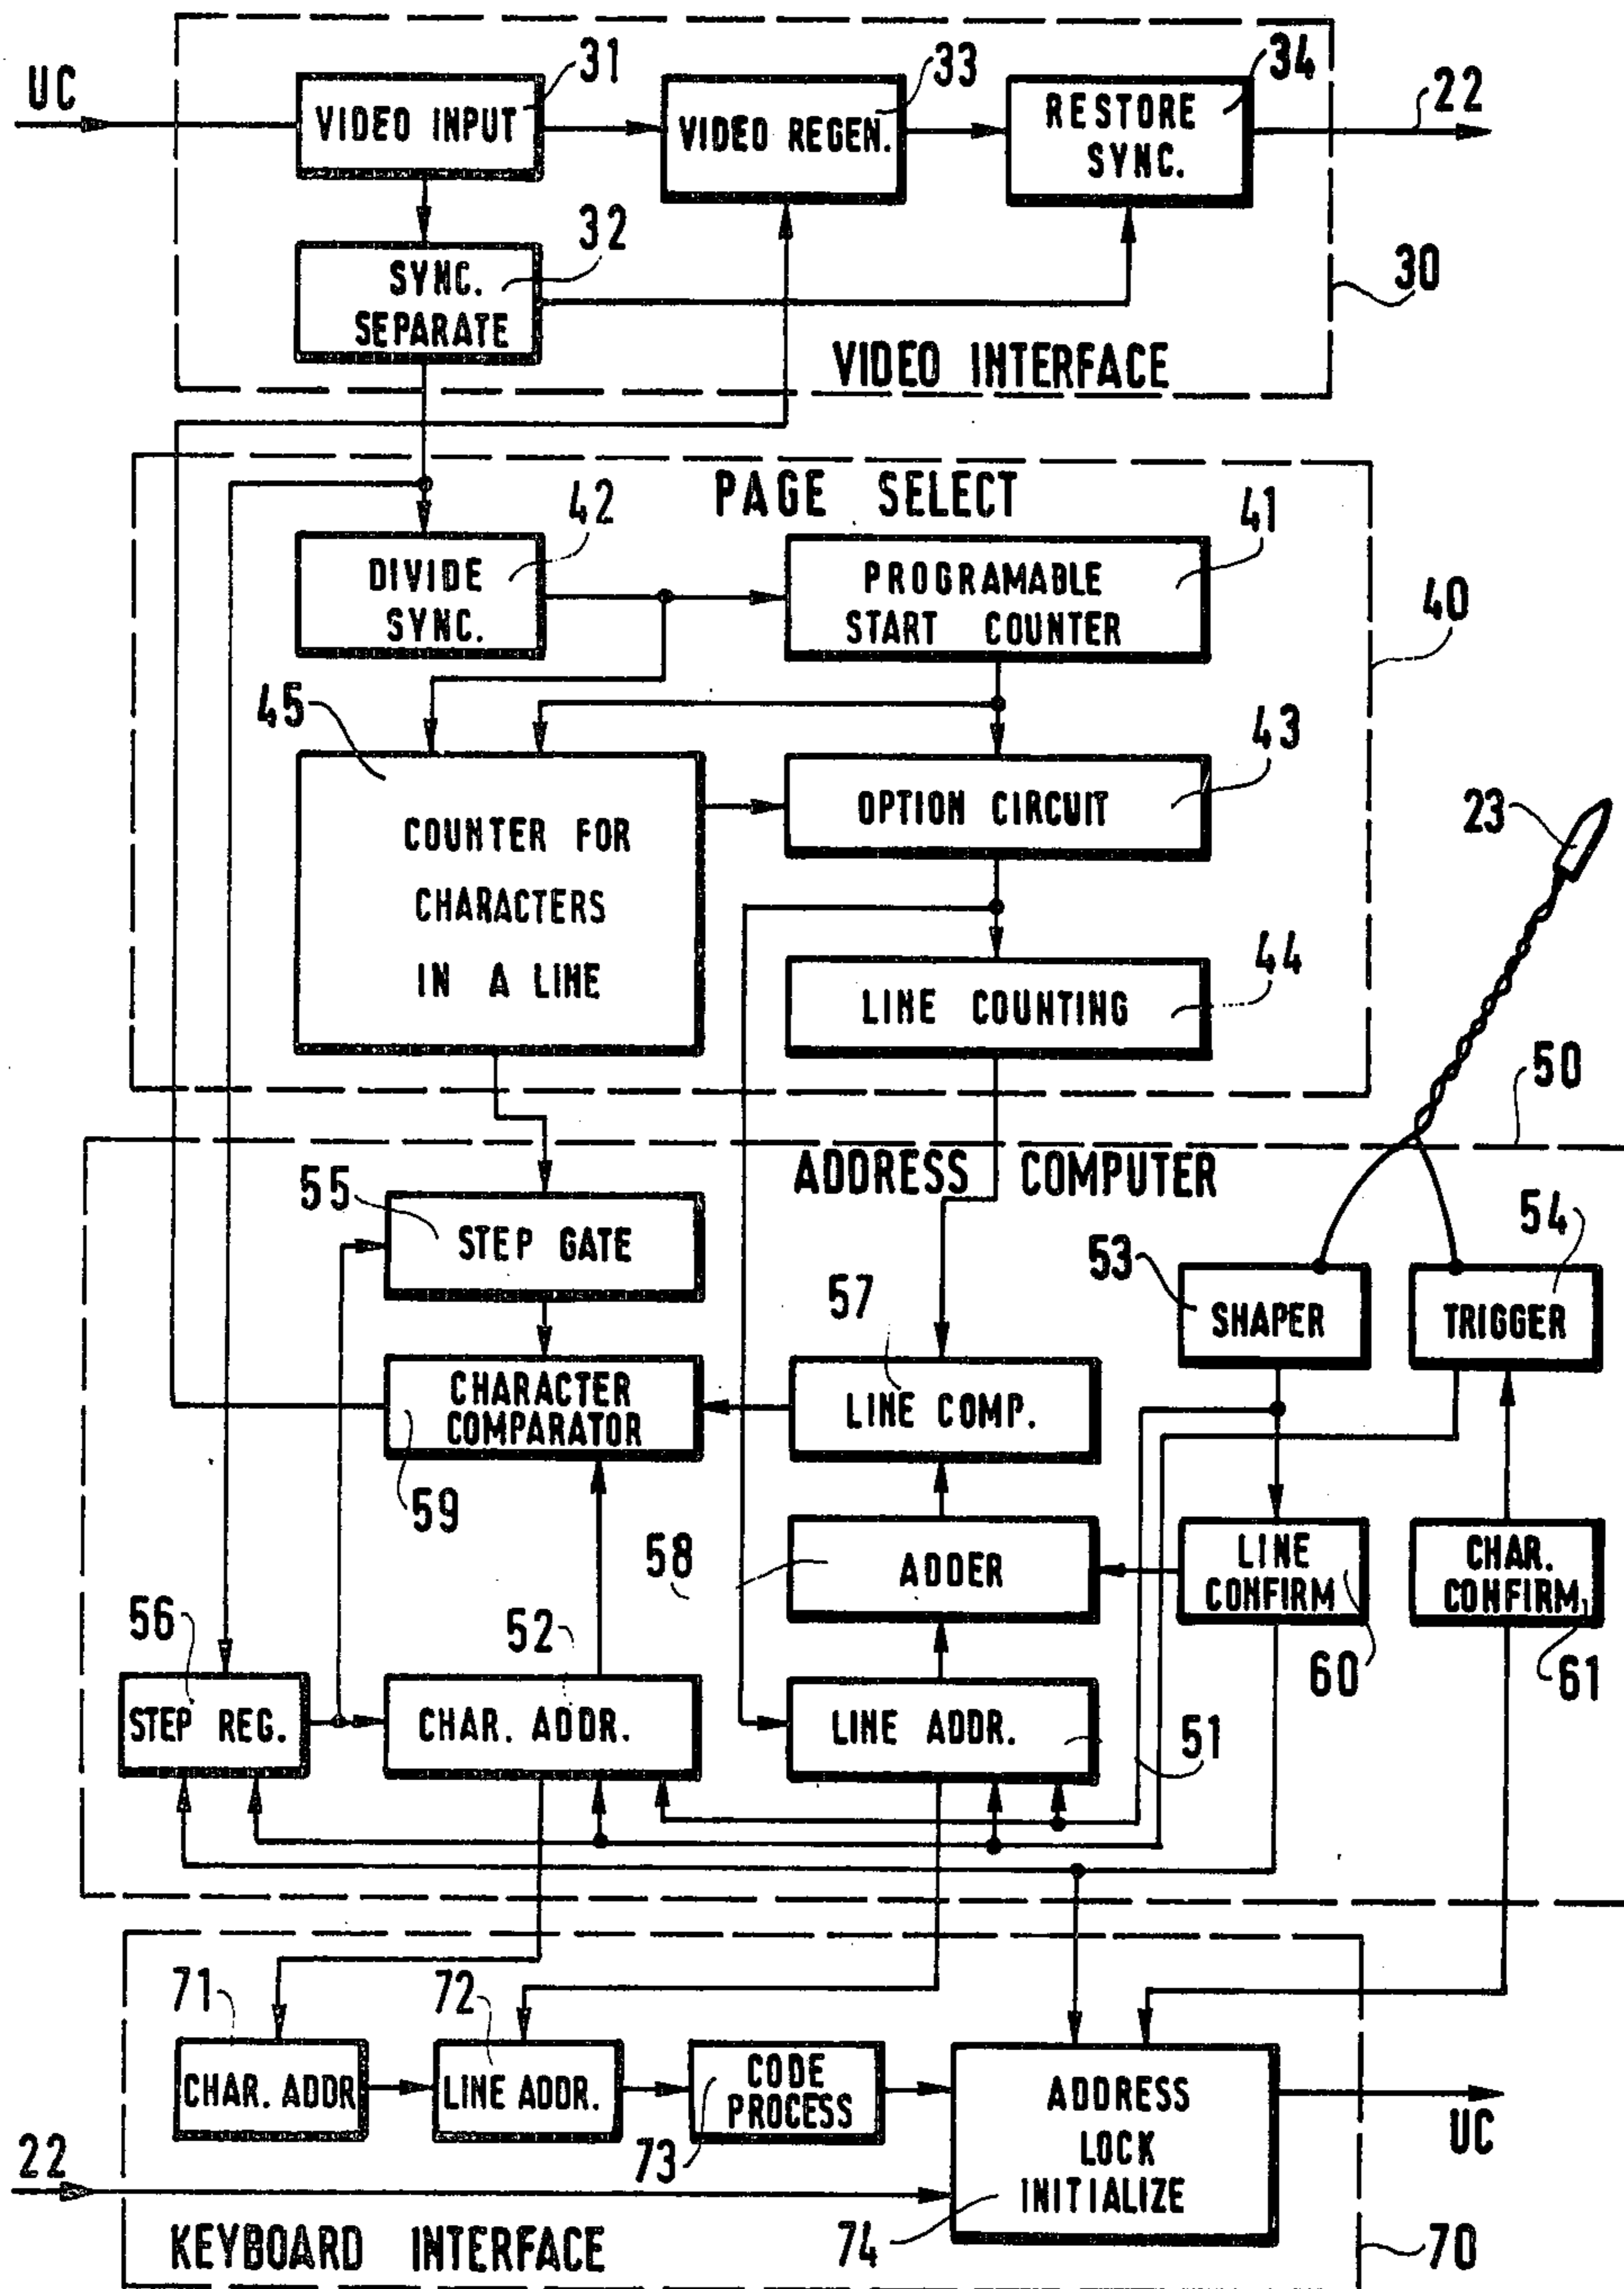 UC
31
VIDEO INPUT
33
VIDEO REGEN.
34
RESTORE
SYNC.
22
32
SYNC.
SEPARATE
30
VIDEO INTERFACE
PAGE SELECT
42
DIVIDE
SYNC.
41
PROGRAMABLE
START COUNTER
40
45
COUNTER FOR
CHARACTERS
IN A LINE
43
OPTION CIRCUIT
23
44
LINE COUNTING
50
ADDRESS COMPUTER
55
STEP GATE
57
LINE COMP.
53
SHAPER
54
TRIGGER
CHARACTER
COMPARATOR
59
58
ADDER
LINE
CONFIRM
60
CHAR.
CONFIRM.
61
56
STEP REG.
52
CHAR. ADDR.
LINE ADDR.
51
71
CHAR. ADDR
72
LINE ADDR.
CODE
PROCESS
73
ADDRESS
LOCK
INITIALIZE
74
UC
22
KEYBOARD INTERFACE
70